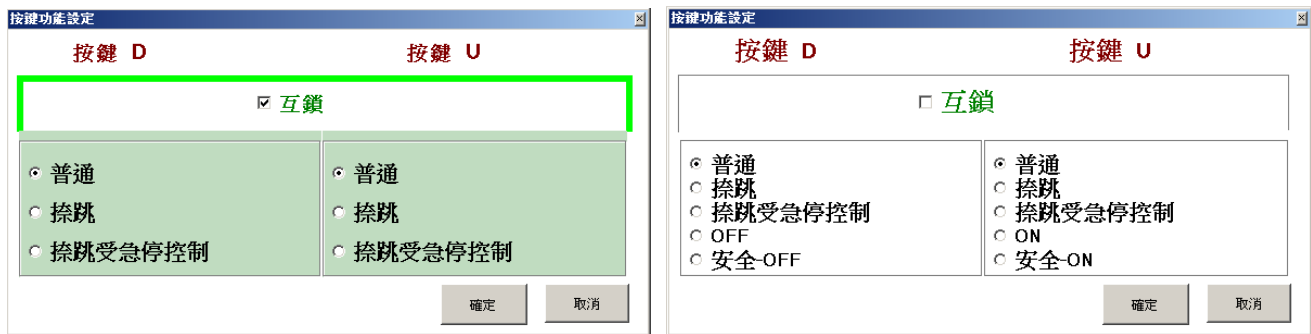 按鍵功能設定
按鍵 D 按鍵 U
互鎖
普通 普通
捺跳 捺跳
捺跳受急停控制 捺跳受急停控制
確定 取消
按鍵功能設定
按鍵 D 按鍵 U
互鎖
普通 普通
捺跳 捺跳
捺跳受急停控制 捺跳受急停控制
OFF ON
安全-OFF 安全-ON
確定 取消